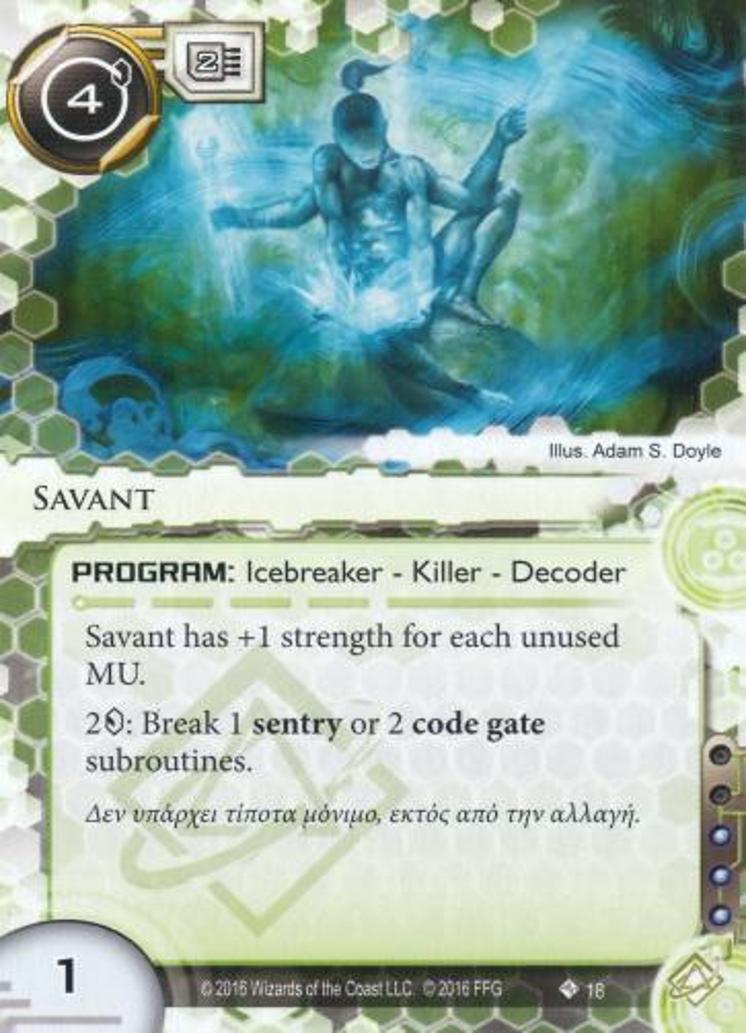 4
2
Illus. Adam S. Doyle
SAVANT
PROGRAM: Icebreaker - Killer - Decoder
Savant has +1 strength for each unused
MU.
2: Break 1 sentry or 2 code gate
subroutines.
Δεν υπάρχει τίποτα μόνιμο, εκτός από την αλλαγή.
1
© 2016 Wizards of the Coast LLC. © 2016 FFG
18